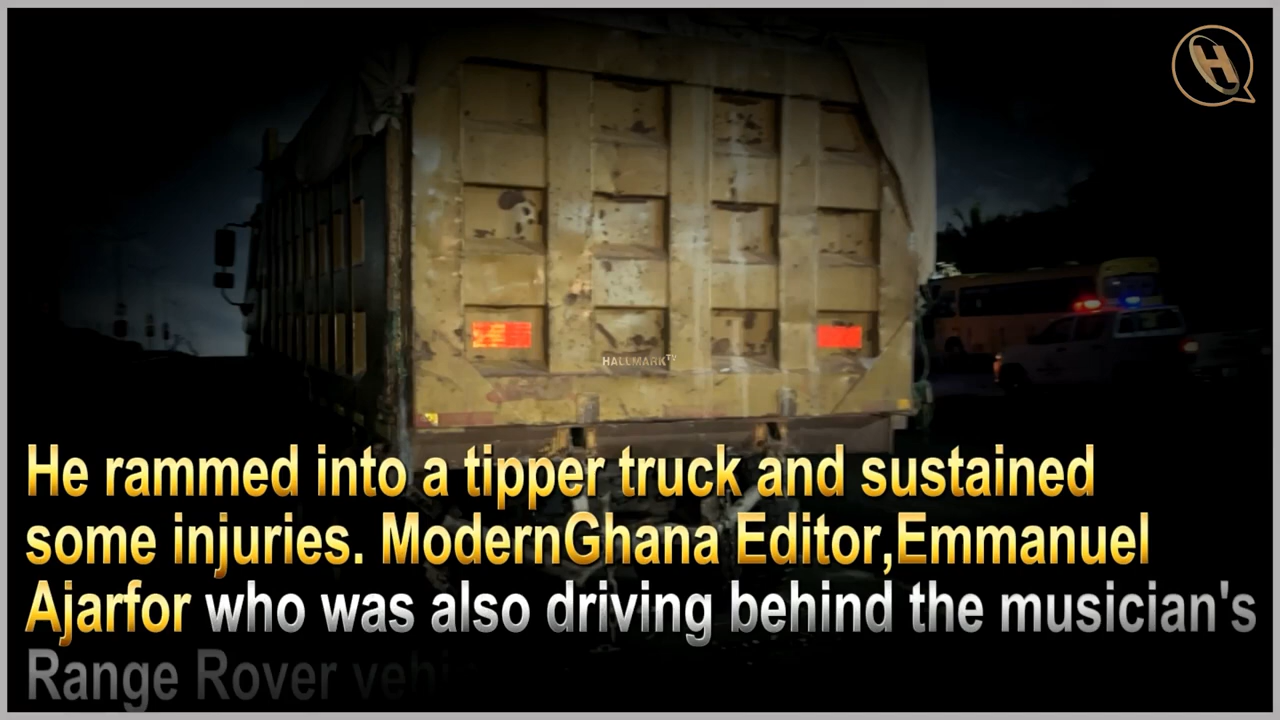 H
HALLMARK TV
He rammed into a tipper truck and sustained
some injuries. ModernGhana Editor,Emmanuel
Ajarfor who was also driving behind the musician's
Range Rover